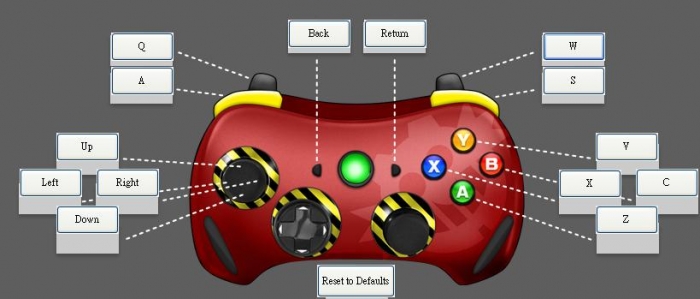 Back
Return
Q
W
A
S
Up
Y
V
Left
Right
X
B
X
C
Down
A
Z
Reset to Defaults